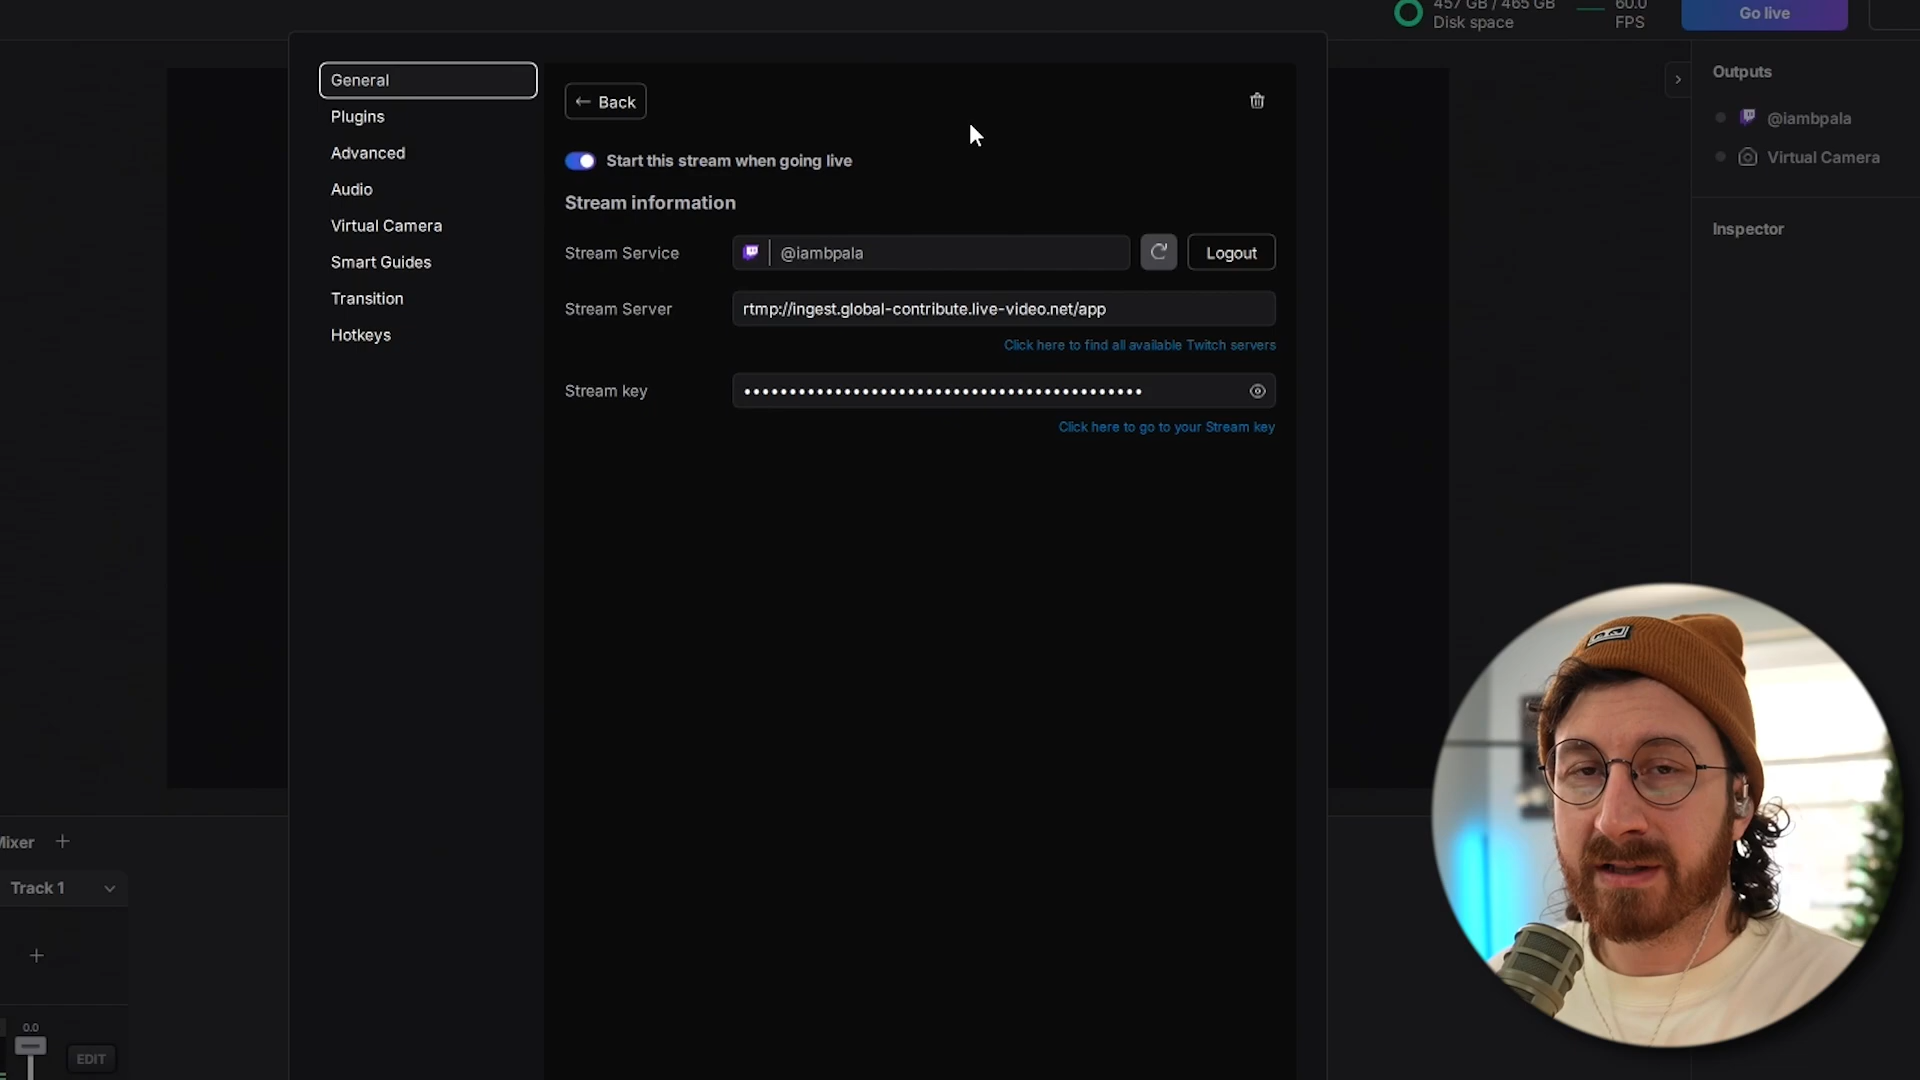 457 GB / 465 GB
Disk space
60.0
FPS
Go live
General
Plugins
Advanced
Audio
Virtual Camera
Smart Guides
Transition
Hotkeys
← Back
Start this stream when going live
Stream information
Stream Service
@iambpala
Logout
Stream Server
rtmp://ingest.global-contribute.live-video.net/app
Click here to find all available Twitch servers
Stream key
Click here to go to your Stream key
Outputs
@iambpala
Virtual Camera
Inspector
Mixer
Track 1
0.0
EDIT